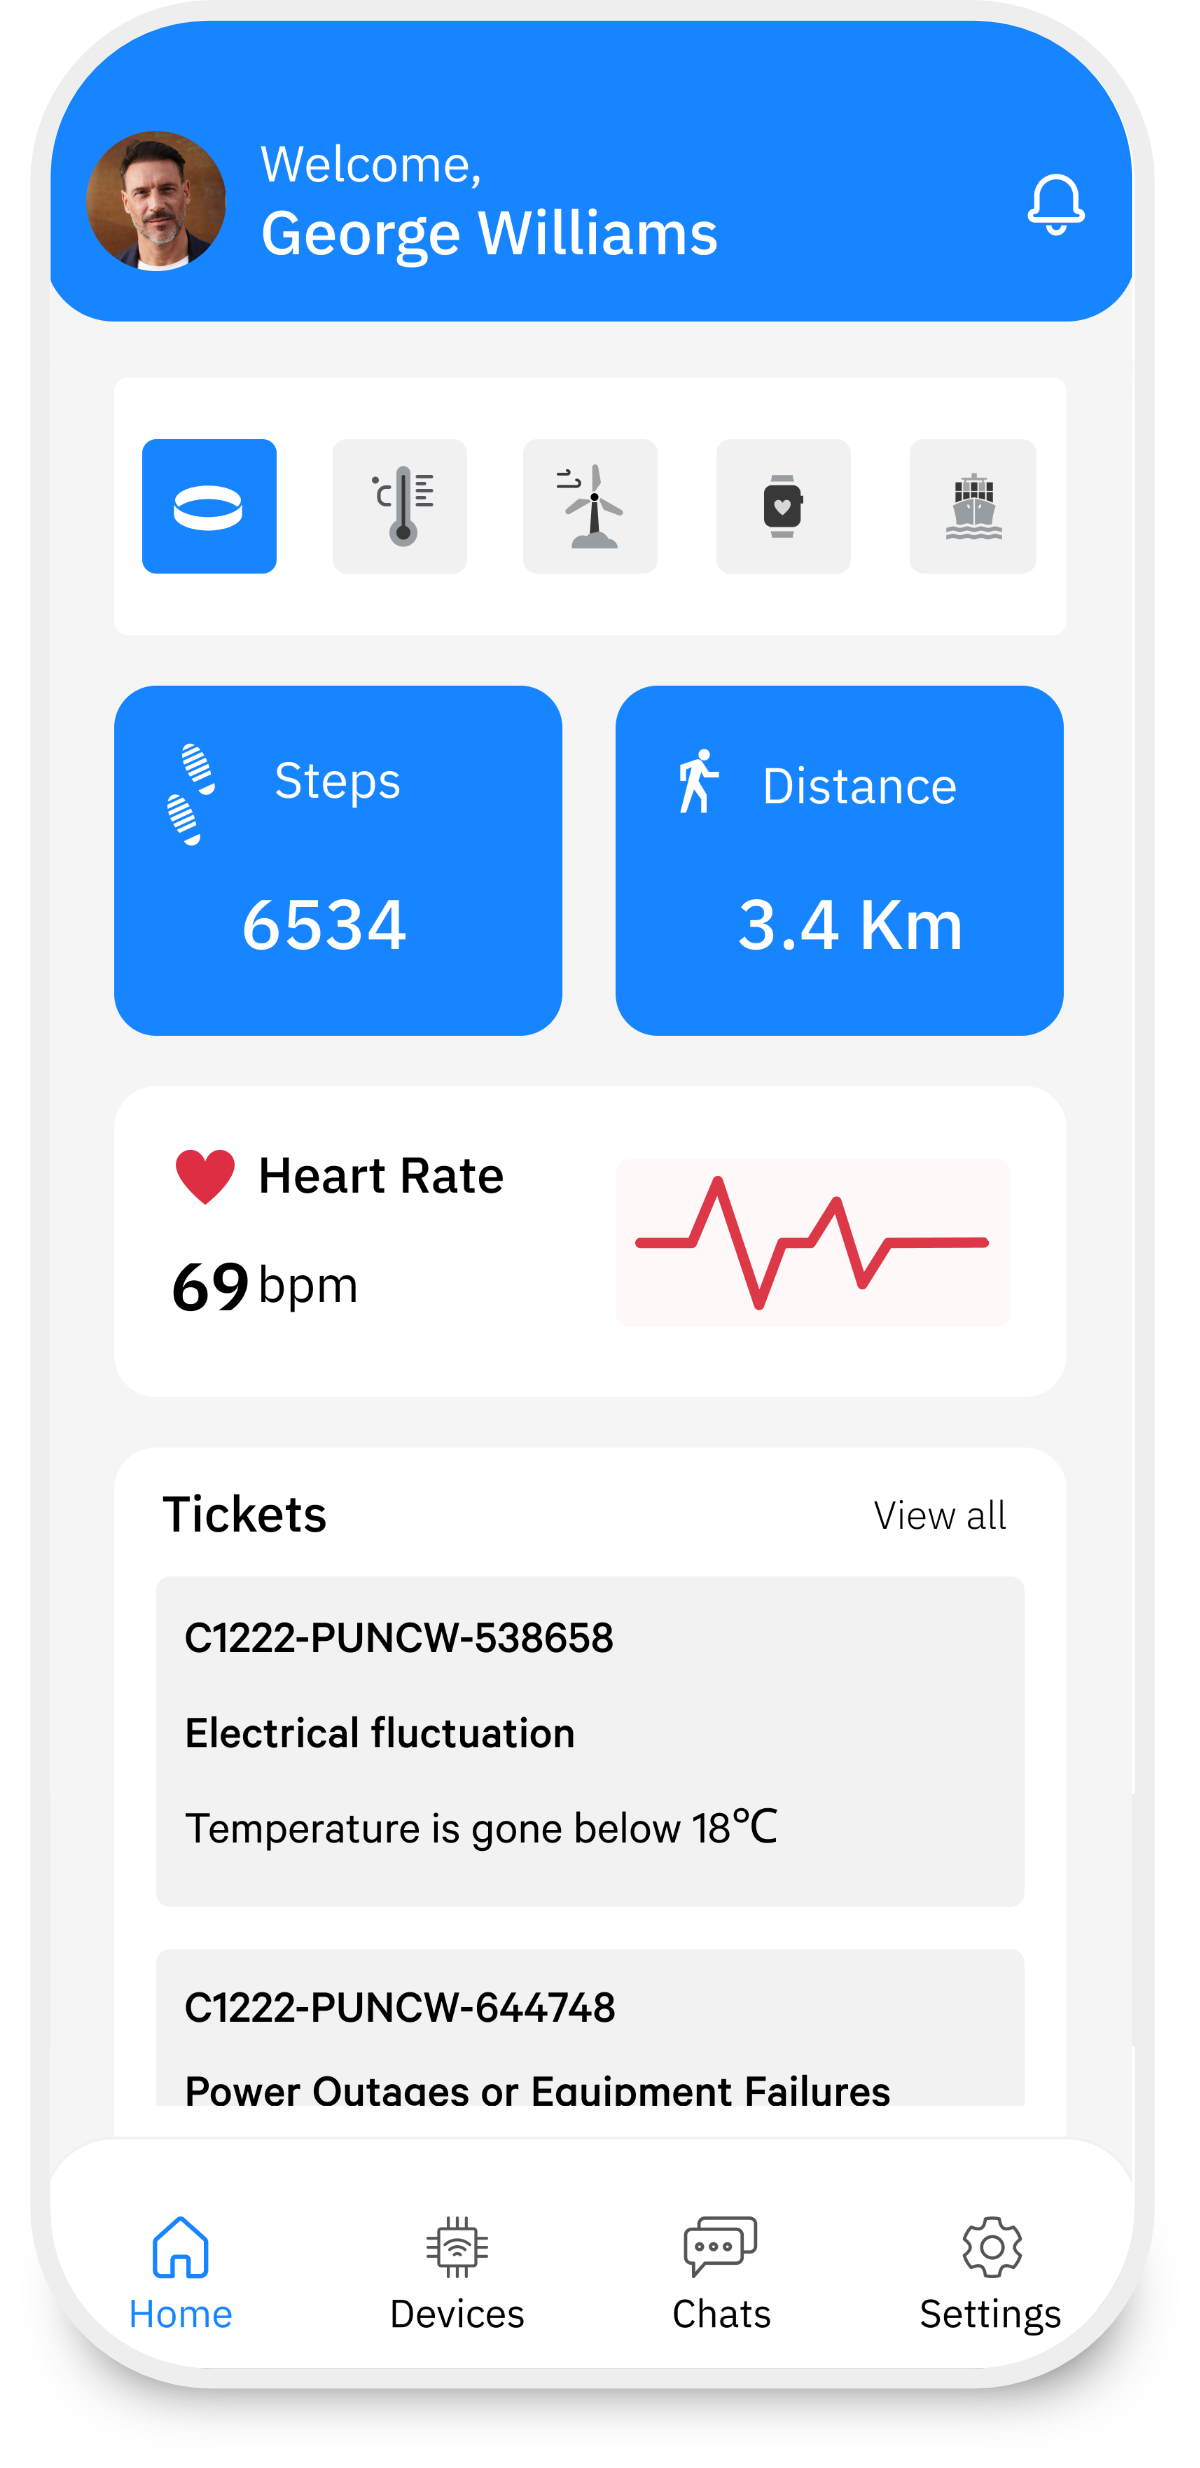 Welcome,
George Williams
°C
Steps
Distance
6534
3.4 Km
Heart Rate
69 bpm
Tickets
View all
C1222-PUNCW-538658
Electrical fluctuation
Temperature is gone below 18℃
C1222-PUNCW-644748
Power Outages or Equipment Failures
Home
Devices
Chats
Settings